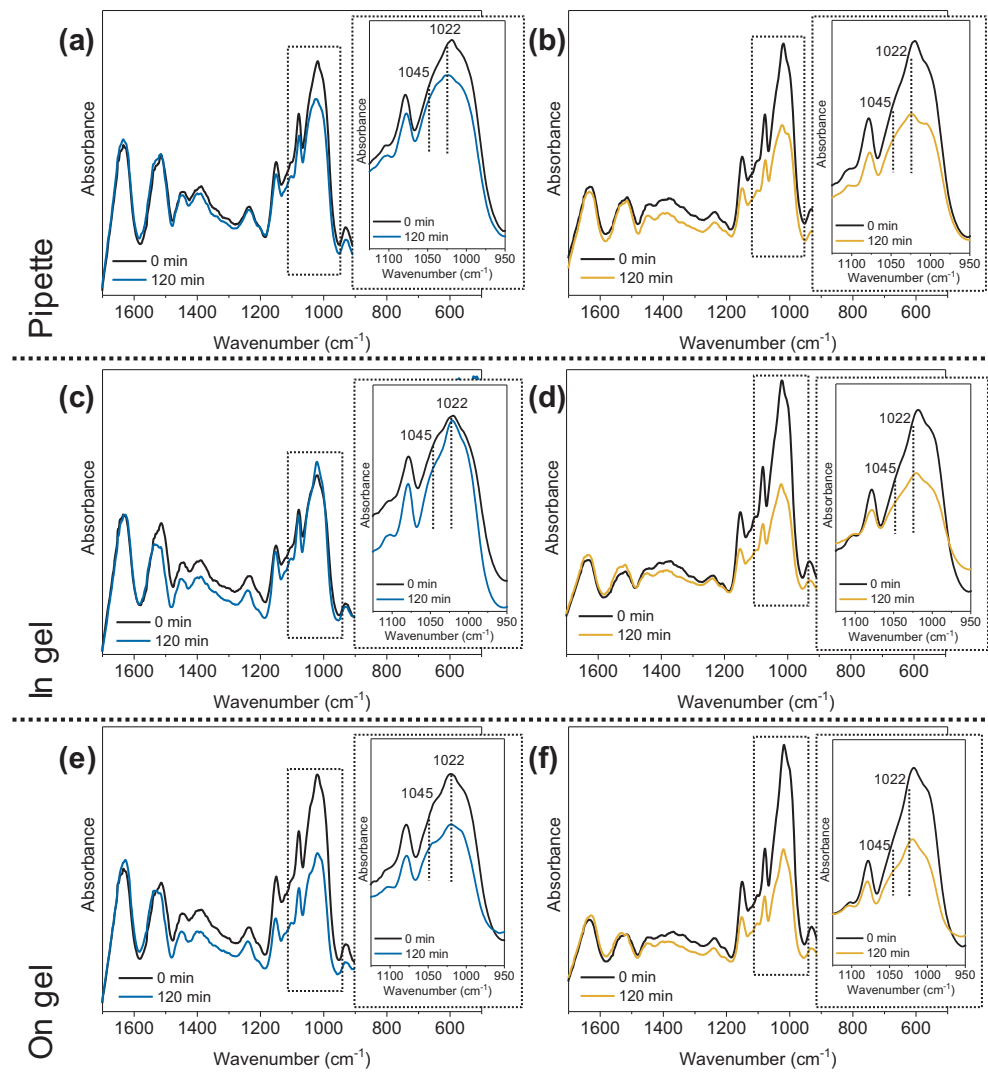 Pipette
(a)
Absorbance
0 min
120 min
1600 1400 1200 1000 800 600
Wavenumber (cm-1)
Absorbance
1045
1022
0 min
120 min
1100 1050 1000 950
Wavenumber (cm-1)
(b)
Absorbance
0 min
120 min
1600 1400 1200 1000 800 600
Wavenumber (cm-1)
Absorbance
1045
1022
0 min
120 min
1100 1050 1000 950
Wavenumber (cm-1)
In gel
(c)
Absorbance
0 min
120 min
1600 1400 1200 1000 800 600
Wavenumber (cm-1)
Absorbance
1045
1022
0 min
120 min
1100 1050 1000 950
Wavenumber (cm-1)
(d)
Absorbance
0 min
120 min
1600 1400 1200 1000 800 600
Wavenumber (cm-1)
Absorbance
1045
1022
0 min
120 min
1100 1050 1000 950
Wavenumber (cm-1)
On gel
(e)
Absorbance
0 min
120 min
1600 1400 1200 1000 800 600
Wavenumber (cm-1)
Absorbance
1045
1022
0 min
120 min
1100 1050 1000 950
Wavenumber (cm-1)
(f)
Absorbance
0 min
120 min
1600 1400 1200 1000 800 600
Wavenumber (cm-1)
Absorbance
1045
1022
0 min
120 min
1100 1050 1000 950
Wavenumber (cm-1)